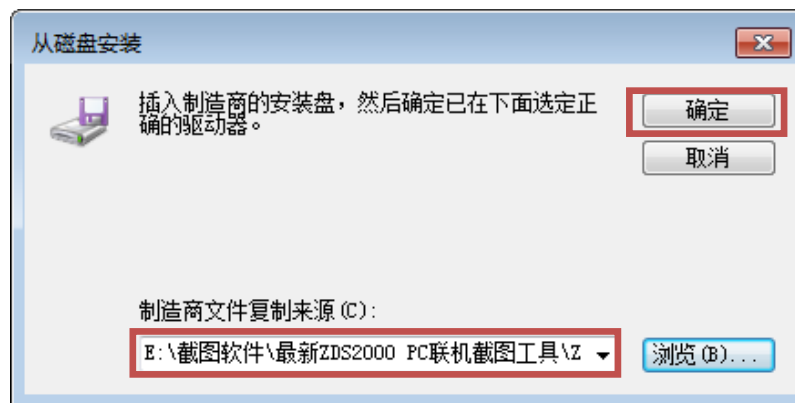 从磁盘安装
插入制造商的安装盘，然后确定已在下面选定正
确的驱动器。
确定
取消
制造商文件复制来源(C):
E:\截图软件\最新ZDS2000 PC联机截图工具\Z
浏览(B)...